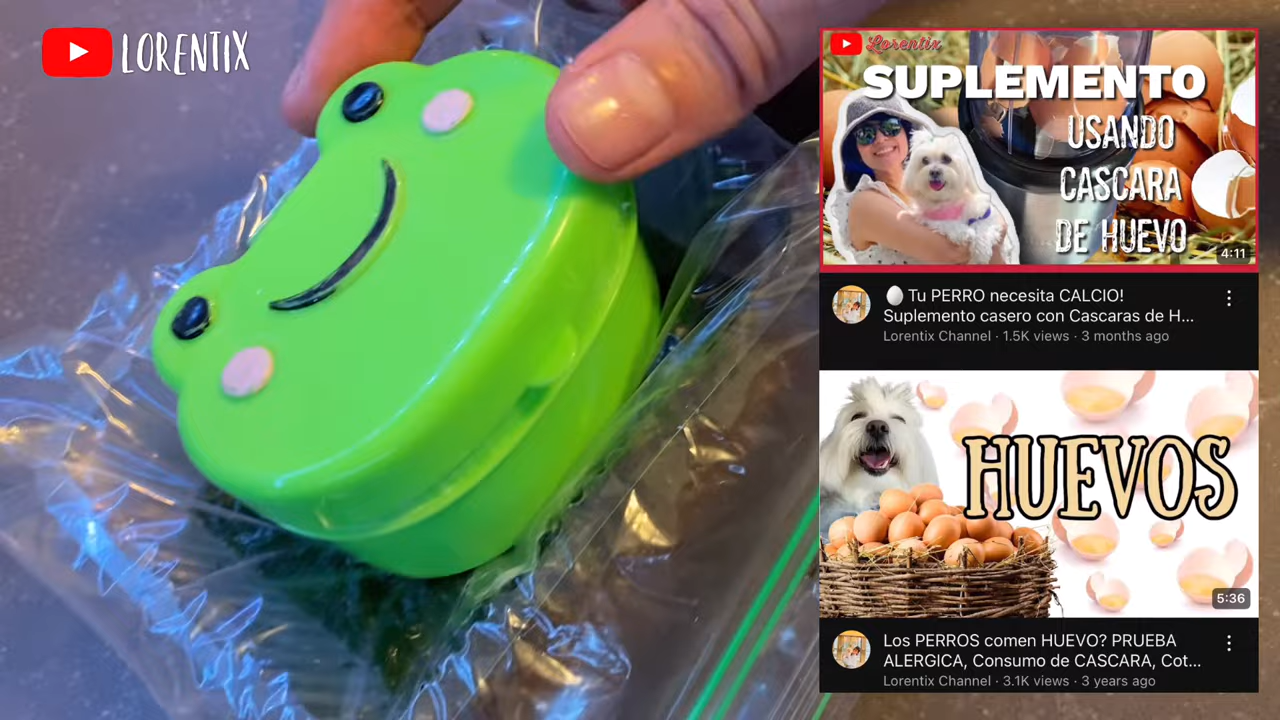 LORENTIX
Lorentix
SUPLEMENTO
USANDO
CASCARA
DE HUEVO
4:11
Tu PERRO necesita CALCIO!
Suplemento casero con Cascaras de H...
Lorentix Channel · 1.5K views · 3 months ago
HUEVOS
5:36
Los PERROS comen HUEVO? PRUEBA
ALERGICA, Consumo de CASCARA, Cot...
Lorentix Channel · 3.1K views · 3 years ago